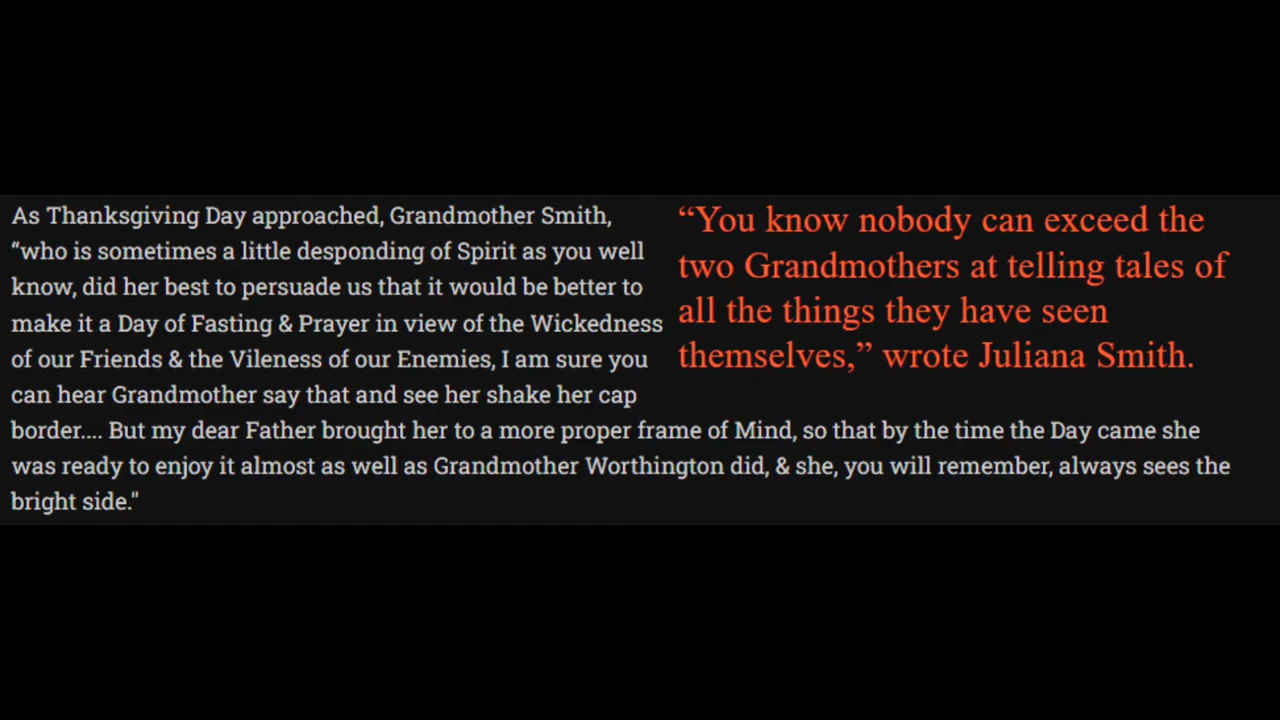 As Thanksgiving Day approached, Grandmother Smith,
“who is sometimes a little desponding of Spirit as you well
know, did her best to persuade us that it would be better to
make it a Day of Fasting & Prayer in view of the Wickedness
of our Friends & the Vileness of our Enemies, I am sure you
can hear Grandmother say that and see her shake her cap
border.... But my dear Father brought her to a more proper frame of Mind, so that by the time the Day came she
was ready to enjoy it almost as well as Grandmother Worthington did, & she, you will remember, always sees the
bright side."
“You know nobody can exceed the
two Grandmothers at telling tales of
all the things they have seen
themselves,” wrote Juliana Smith.